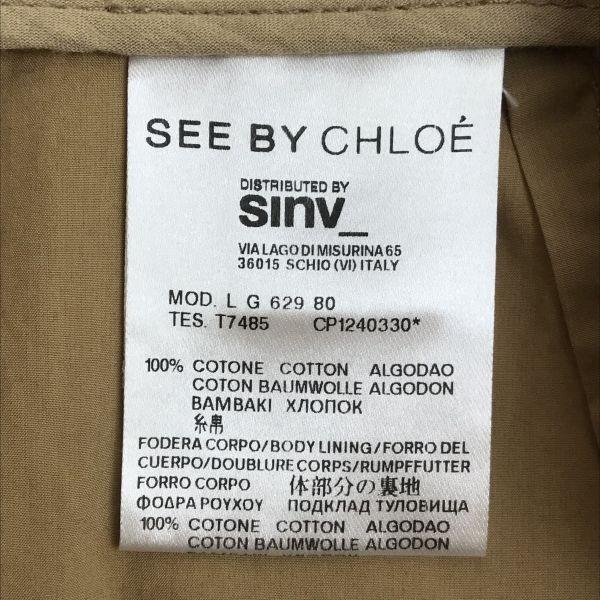 SEE BY CHLOÉ
DISTRIBUTED BY
sinv_
VIA LAGO DI MISURINA 65
36015 SCHIO (VI) ITALY
MOD. L G 629 80
TES. T7485 CP1240330*
100% COTONE COTTON ALGODAO
COTON BAUMWOLLE ALGODON
BAMBAKI ХЛОПОК
糸帛
FODERA CORPO/BODY LINING/FORRO DEL
CUERPO/DOUBLURE CORPS/RUMPFFUTTER
FORRO CORPO 体部分の裏地
ΦΟΔΡΑ ΡΟΥΧΟΥ ПОДКЛАД ТУЛОВИЩА
100% COTONE COTTON ALGODAO
COTON BAUMWOLLE ALGODON